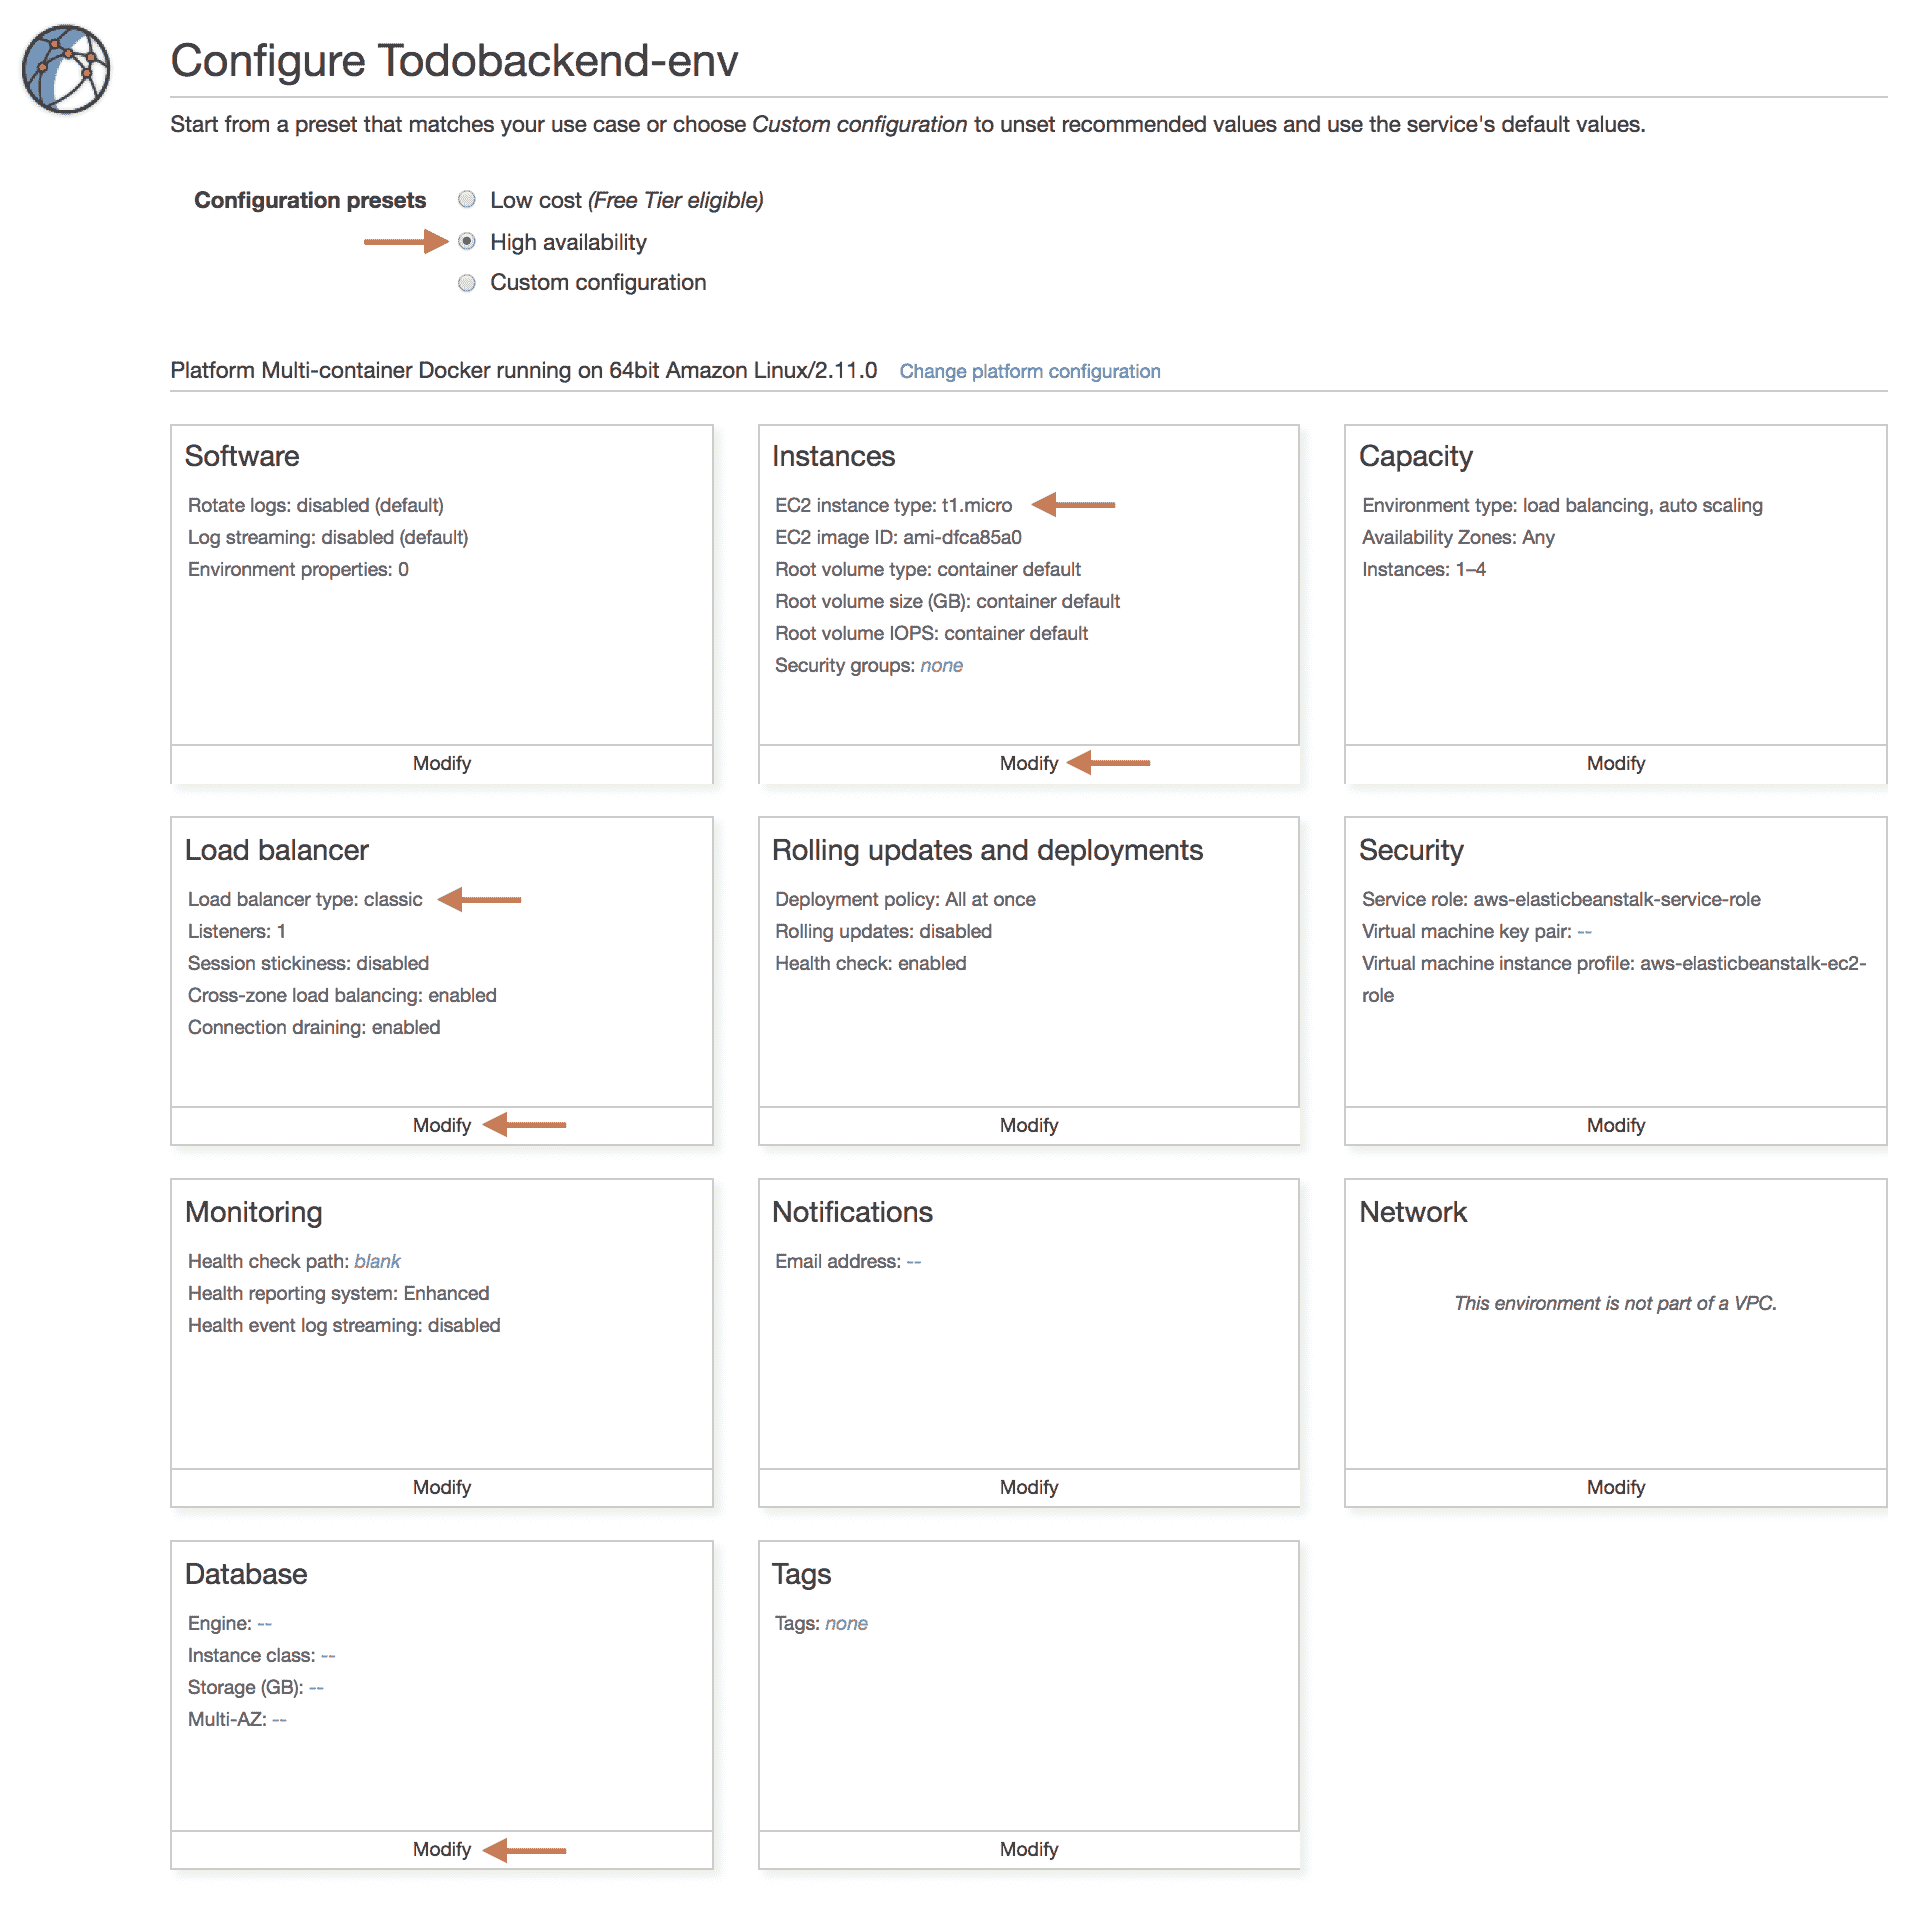 Configure Todobackend-env
Start from a preset that matches your use case or choose Custom configuration to unset recommended values and use the service's default values.
Configuration presets
Low cost (Free Tier eligible)
High availability
Custom configuration
Platform Multi-container Docker running on 64bit Amazon Linux/2.11.0 Change platform configuration
Software
Rotate logs: disabled (default)
Log streaming: disabled (default)
Environment properties: 0
Modify
Instances
EC2 instance type: t1.micro
EC2 image ID: ami-dfca85a0
Root volume type: container default
Root volume size (GB): container default
Root volume IOPS: container default
Security groups: none
Modify
Capacity
Environment type: load balancing, auto scaling
Availability Zones: Any
Instances: 1–4
Modify
Load balancer
Load balancer type: classic
Listeners: 1
Session stickiness: disabled
Cross-zone load balancing: enabled
Connection draining: enabled
Modify
Rolling updates and deployments
Deployment policy: All at once
Rolling updates: disabled
Health check: enabled
Modify
Security
Service role: aws-elasticbeanstalk-service-role
Virtual machine key pair: --
Virtual machine instance profile: aws-elasticbeanstalk-ec2-
role
Modify
Monitoring
Health check path: blank
Health reporting system: Enhanced
Health event log streaming: disabled
Modify
Notifications
Email address: --
Modify
Network
This environment is not part of a VPC.
Modify
Database
Engine: --
Instance class: --
Storage (GB): --
Multi-AZ: --
Modify
Tags
Tags: none
Modify